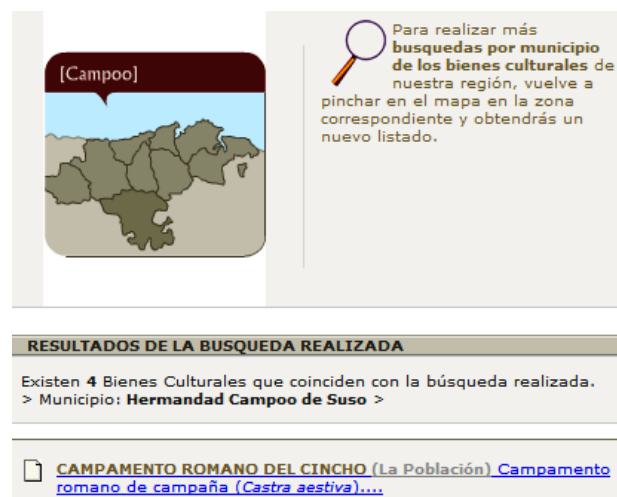 [Campoo]
Para realizar más
busquedas por municipio
de los bienes culturales de
nuestra región, vuelve a
pinchar en el mapa en la zona
correspondiente y obtendrás un
nuevo listado.
RESULTADOS DE LA BUSQUEDA REALIZADA
Existen 4 Bienes Culturales que coinciden con la búsqueda realizada.
> Municipio: Hermandad Campoo de Suso >
CAMPAMENTO ROMANO DEL CINCHO (La Población) Campamento
romano de campaña (Castra aestiva)....